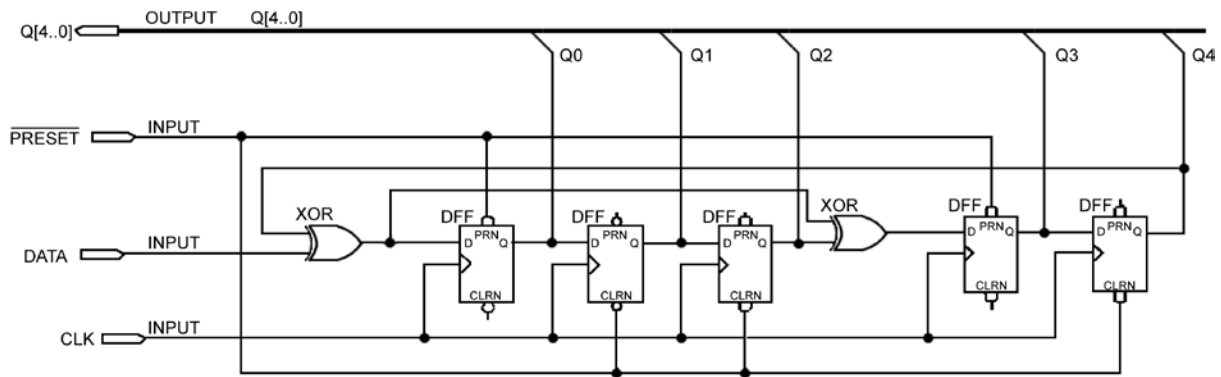 OUTPUT Q[4..0]
Q[4..0]
Q0 Q1 Q2 Q3 Q4
PRESET INPUT
XOR DFF DFF DFF XOR DFF DFF
PRN PRN PRN PRN PRN
D Q D Q D Q D Q D Q
DATA INPUT
CLRN CLRN CLRN CLRN CLRN
CLK INPUT